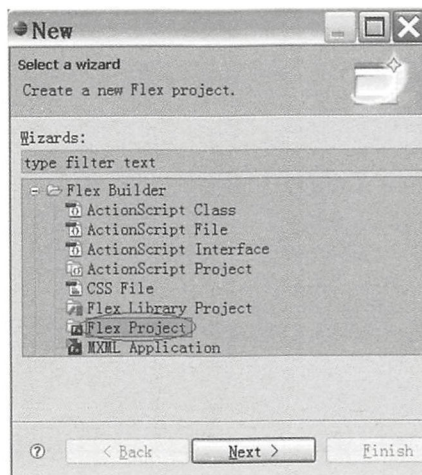 New
Select a wizard
Create a new Flex project.
Wizards:
type filter text
Flex Builder
ActionScript Class
ActionScript File
ActionScript Interface
ActionScript Project
CSS File
Flex Library Project
Flex Project
MXML Application
? < Back Next > Finish